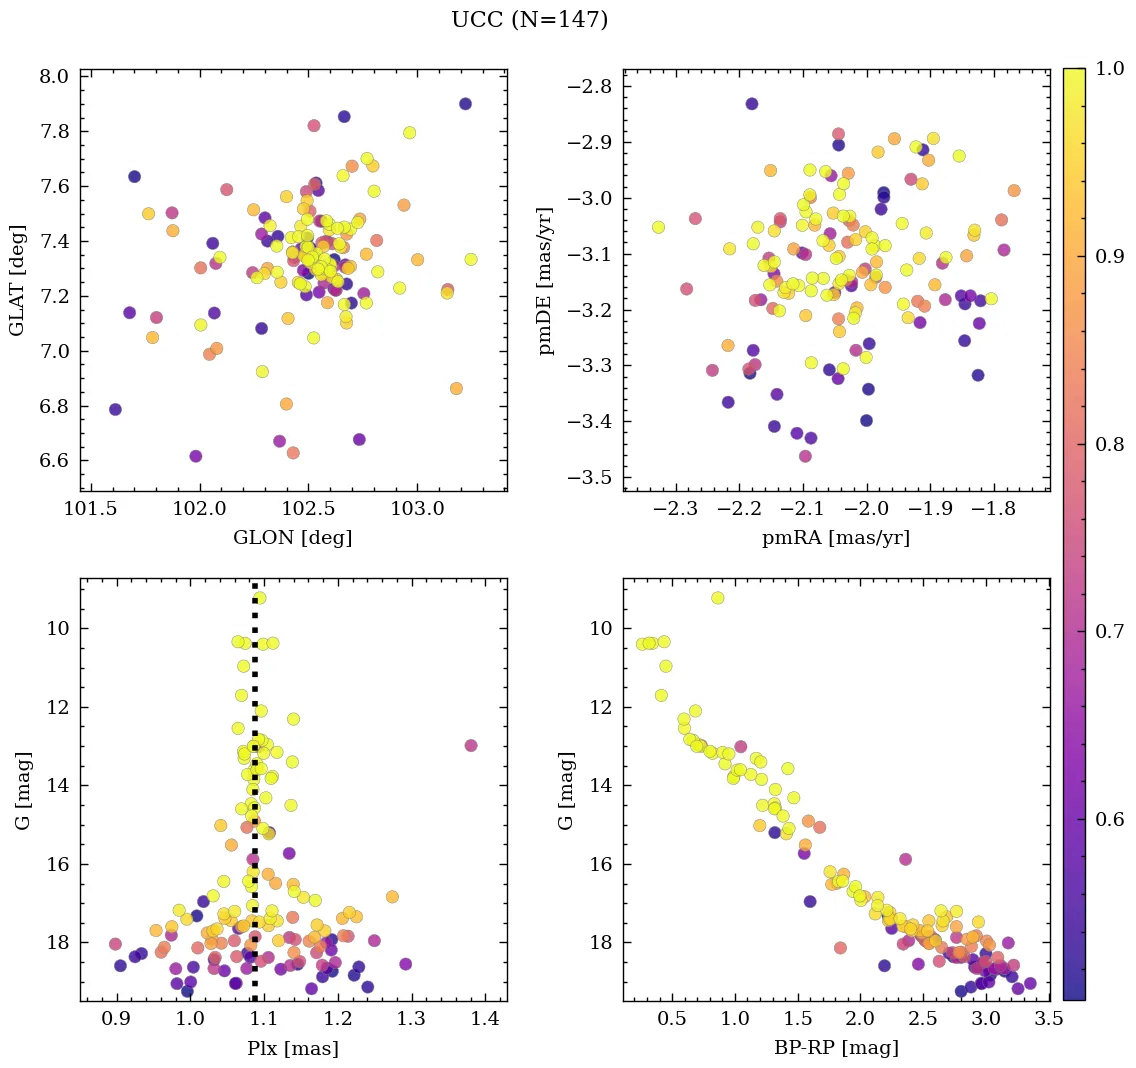 UCC (N=147)
8.0
7.8
7.6
7.4
7.2
7.0
6.8
6.6
GLAT [deg]
101.5 102.0 102.5 103.0
GLON [deg]
−2.8
−2.9
−3.0
−3.1
−3.2
−3.3
−3.4
−3.5
pmDE [mas/yr]
−2.3 −2.2 −2.1 −2.0 −1.9 −1.8
pmRA [mas/yr]
1.0
0.9
0.8
0.7
0.6
10
12
14
16
18
G [mag]
0.9 1.0 1.1 1.2 1.3 1.4
Plx [mas]
10
12
14
16
18
G [mag]
0.5 1.0 1.5 2.0 2.5 3.0 3.5
BP-RP [mag]